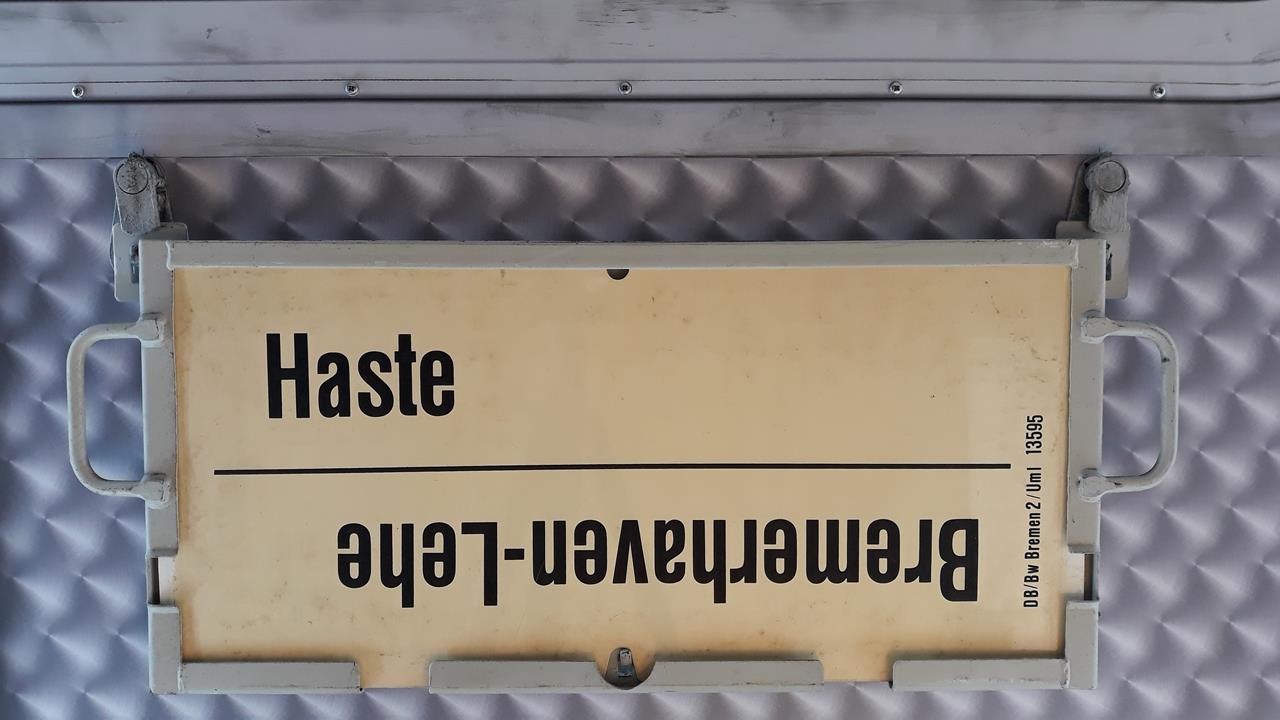 Haste
Bremerhaven-Lehe
DB/Bw Bremen 2/Uml 13595